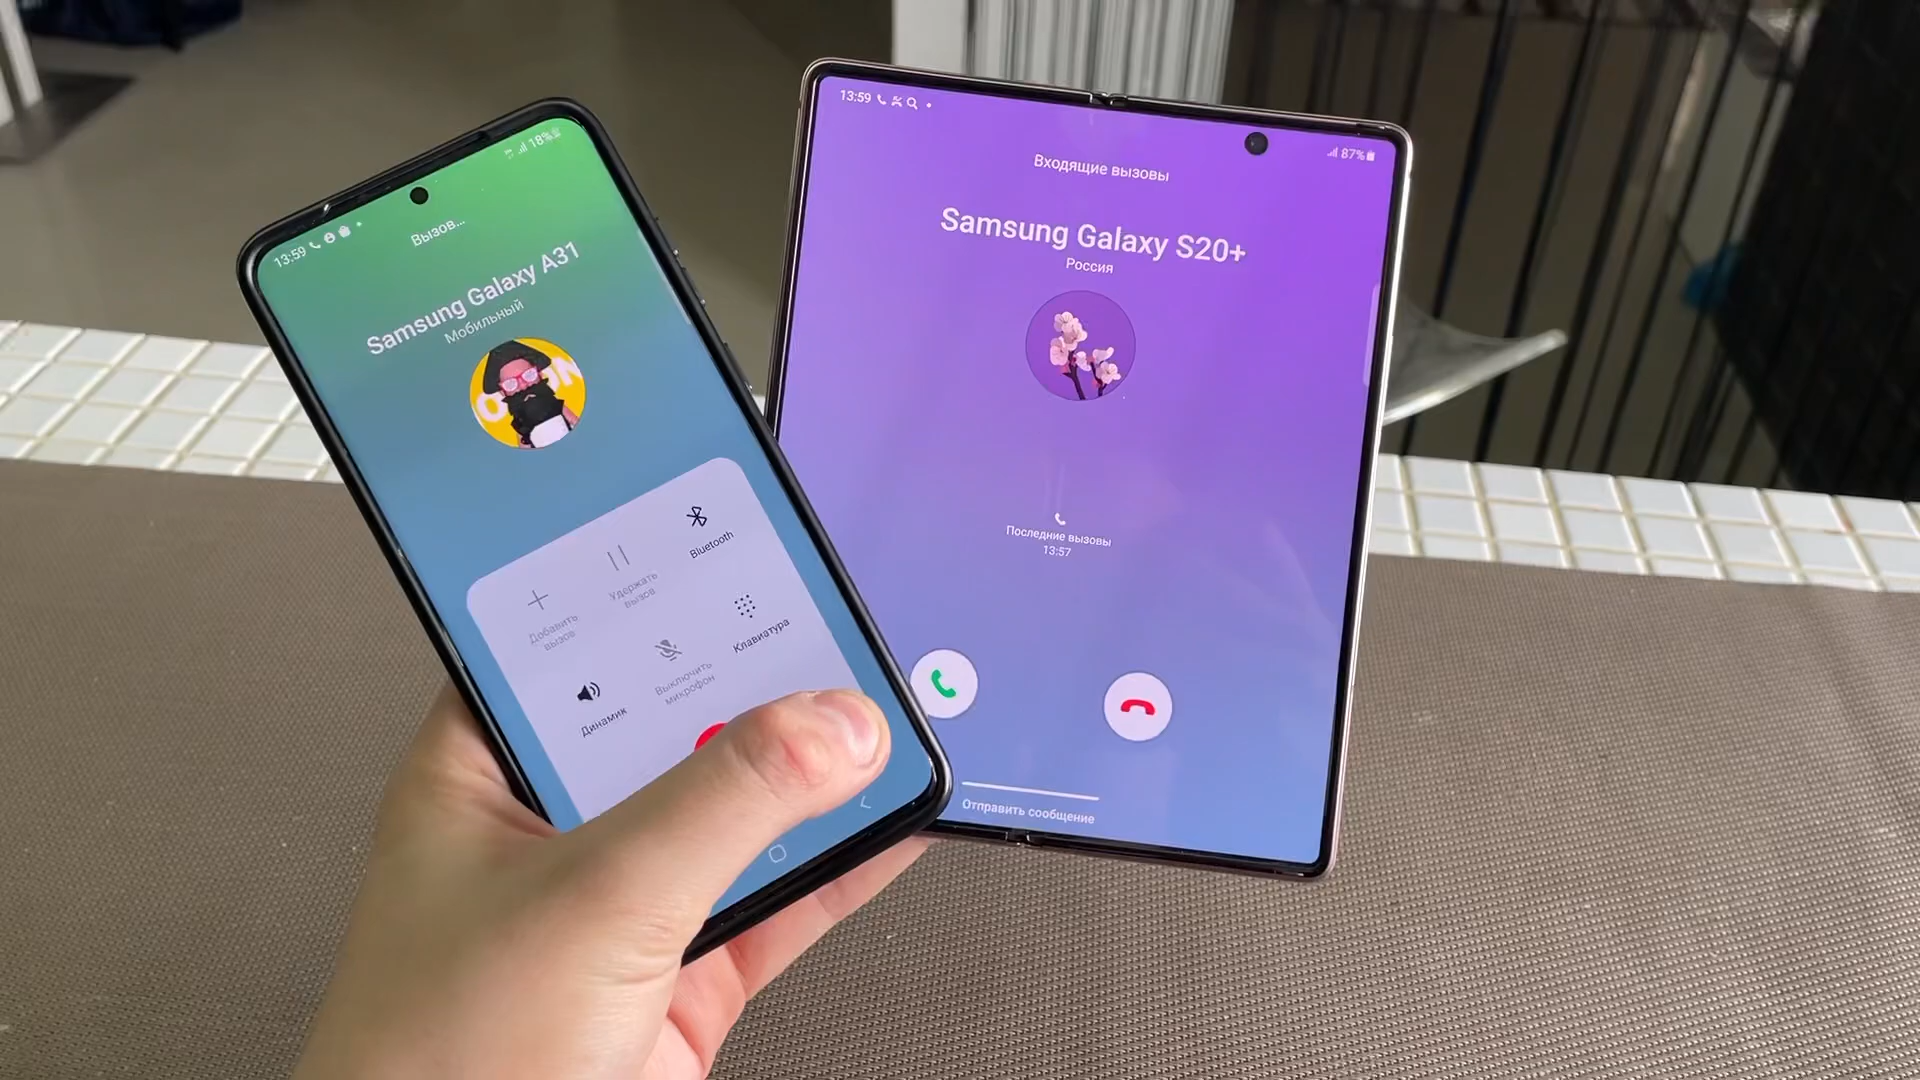 18%
13:59
Вызов...
Samsung Galaxy A31
Мобильный
Добавить
вызов
Удержать
вызов
Bluetooth
Динамик
Выключить
микрофон
Клавиатура
13:59
87%
Входящие вызовы
Samsung Galaxy S20+
Россия
Последние вызовы
13:57
Отправить сообщение